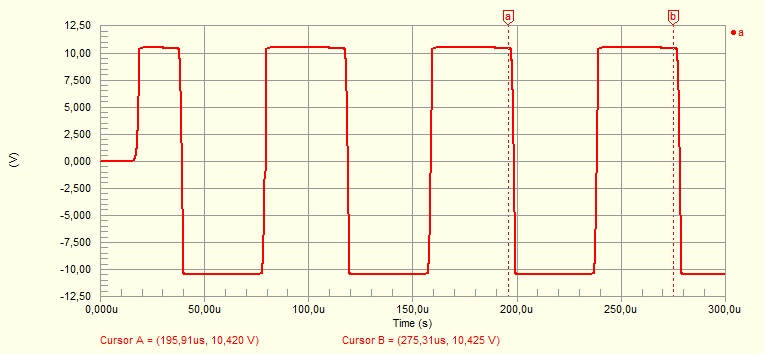 a b
12,50
10,00
7,500
5,000
2,500
0,000
-2,500
-5,000
-7,500
-10,00
-12,50
(V)
a
0,000u 50,00u 100,0u 150,0u 200,0u 250,0u 300,0u
Time (s)
Cursor A = (195,91us, 10,420 V) Cursor B = (275,31us, 10,425 V)